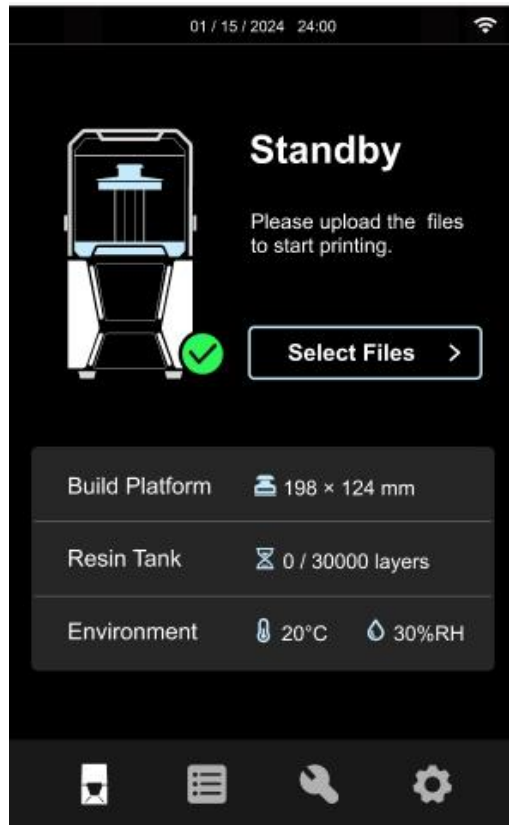 01 / 15 / 2024 24:00
Standby
Please upload the files
to start printing.
Select Files >
Build Platform 198 × 124 mm
Resin Tank 0 / 30000 layers
Environment 20°C 30%RH